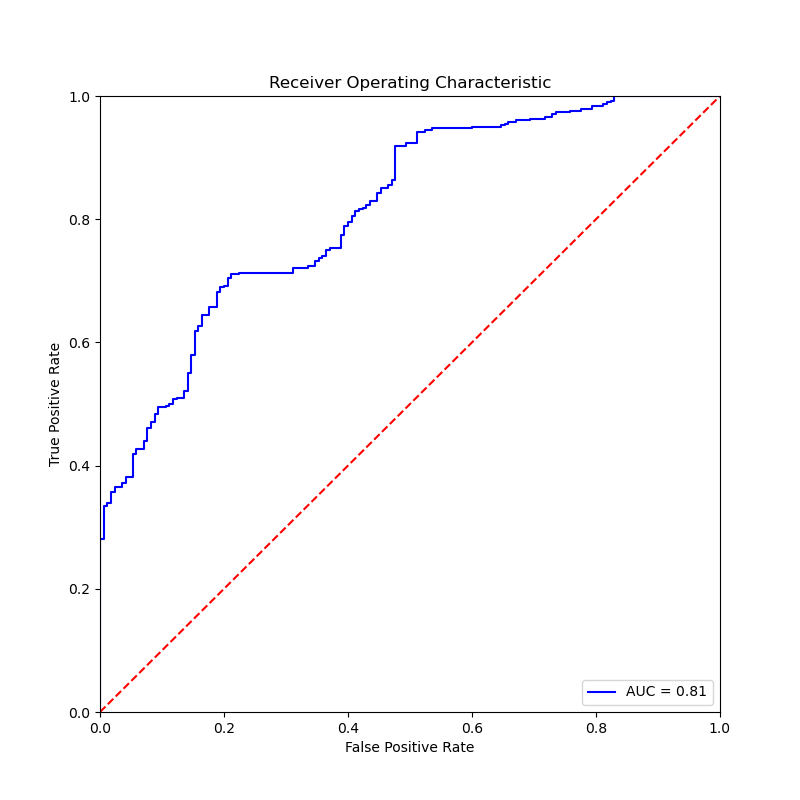 Receiver Operating Characteristic
1.0
0.8
0.6
0.4
0.2
0.0
True Positive Rate
AUC = 0.81
0.0 0.2 0.4 0.6 0.8 1.0
False Positive Rate